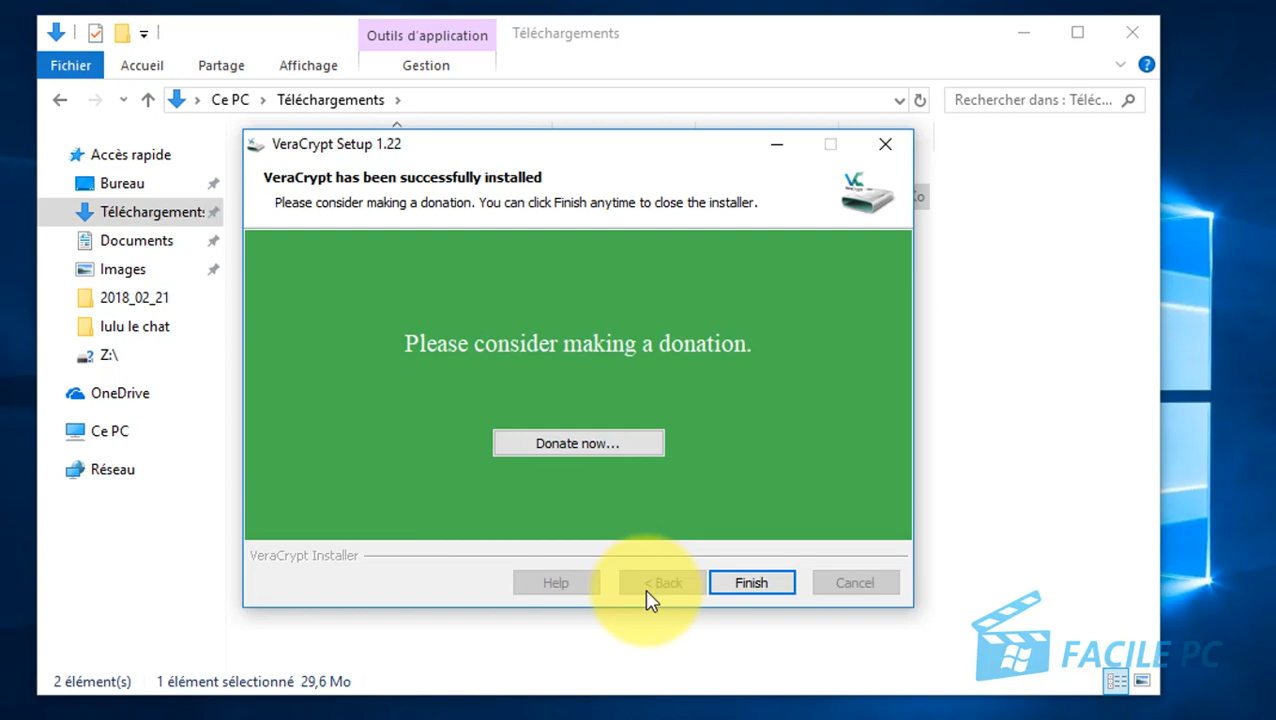 Outils d'application
Téléchargements
Fichier
Accueil
Partage
Affichage
Gestion
Ce PC
Téléchargements
Rechercher dans : Téléc...
VeraCrypt Setup 1.22
VeraCrypt has been successfully installed
Please consider making a donation. You can click Finish anytime to close the installer.
VC
VeraCrypt
Ko
Accès rapide
Bureau
Téléchargement:
Documents
Images
2018_02_21
lulu le chat
Z:\
OneDrive
Ce PC
Réseau
Please consider making a donation.
Donate now...
VeraCrypt Installer
Help
< Back
Finish
Cancel
FACILE PC
2 élément(s)
1 élément sélectionné 29,6 Mo